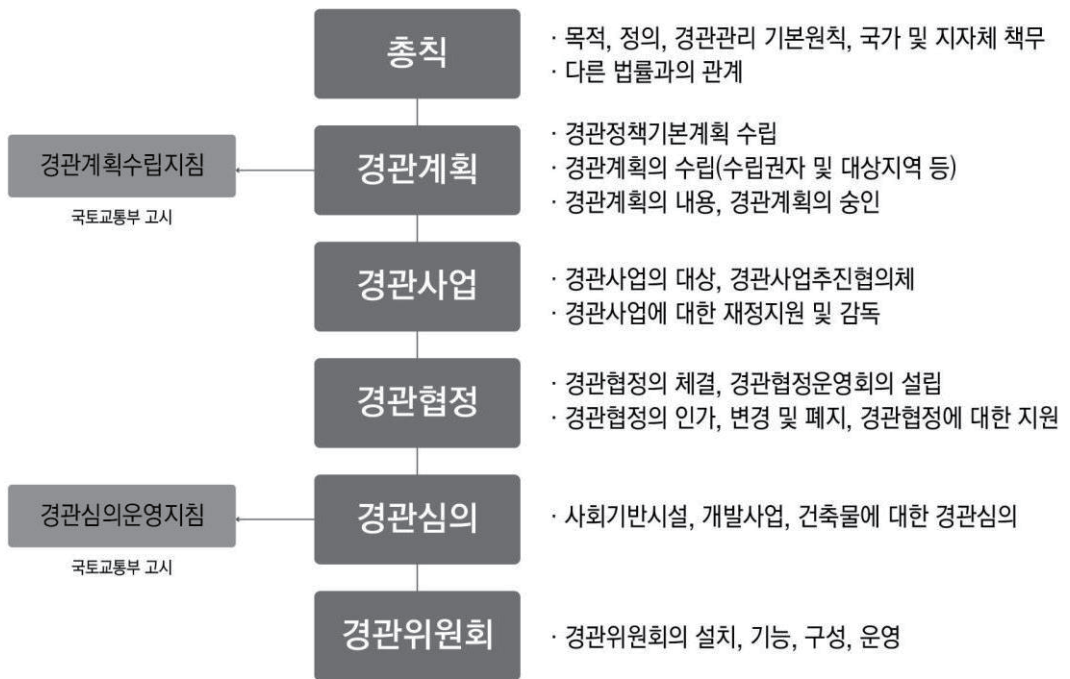 총칙
· 목적, 정의, 경관관리 기본원칙, 국가 및 지자체 책무
· 다른 법률과의 관계
경관계획수립지침
국토교통부 고시
경관계획
· 경관정책기본계획 수립
· 경관계획의 수립(수립권자 및 대상지역 등)
· 경관계획의 내용, 경관계획의 숭인
경관사업
· 경관사업의 대상, 경관사업추진협의체
· 경관사업에 대한 재정지원 및 감독
경관협정
· 경관협정의 체결, 경관협정운영회의 설립
· 경관협정의 인가, 변경 및 폐지, 경관협정에 대한 지원
경관심의운영지침
국토교통부 고시
경관심의
· 사회기반시설, 개발사업, 건축물에 대한 경관심의
경관위원회
· 경관위원회의 설치, 기능, 구성, 운영